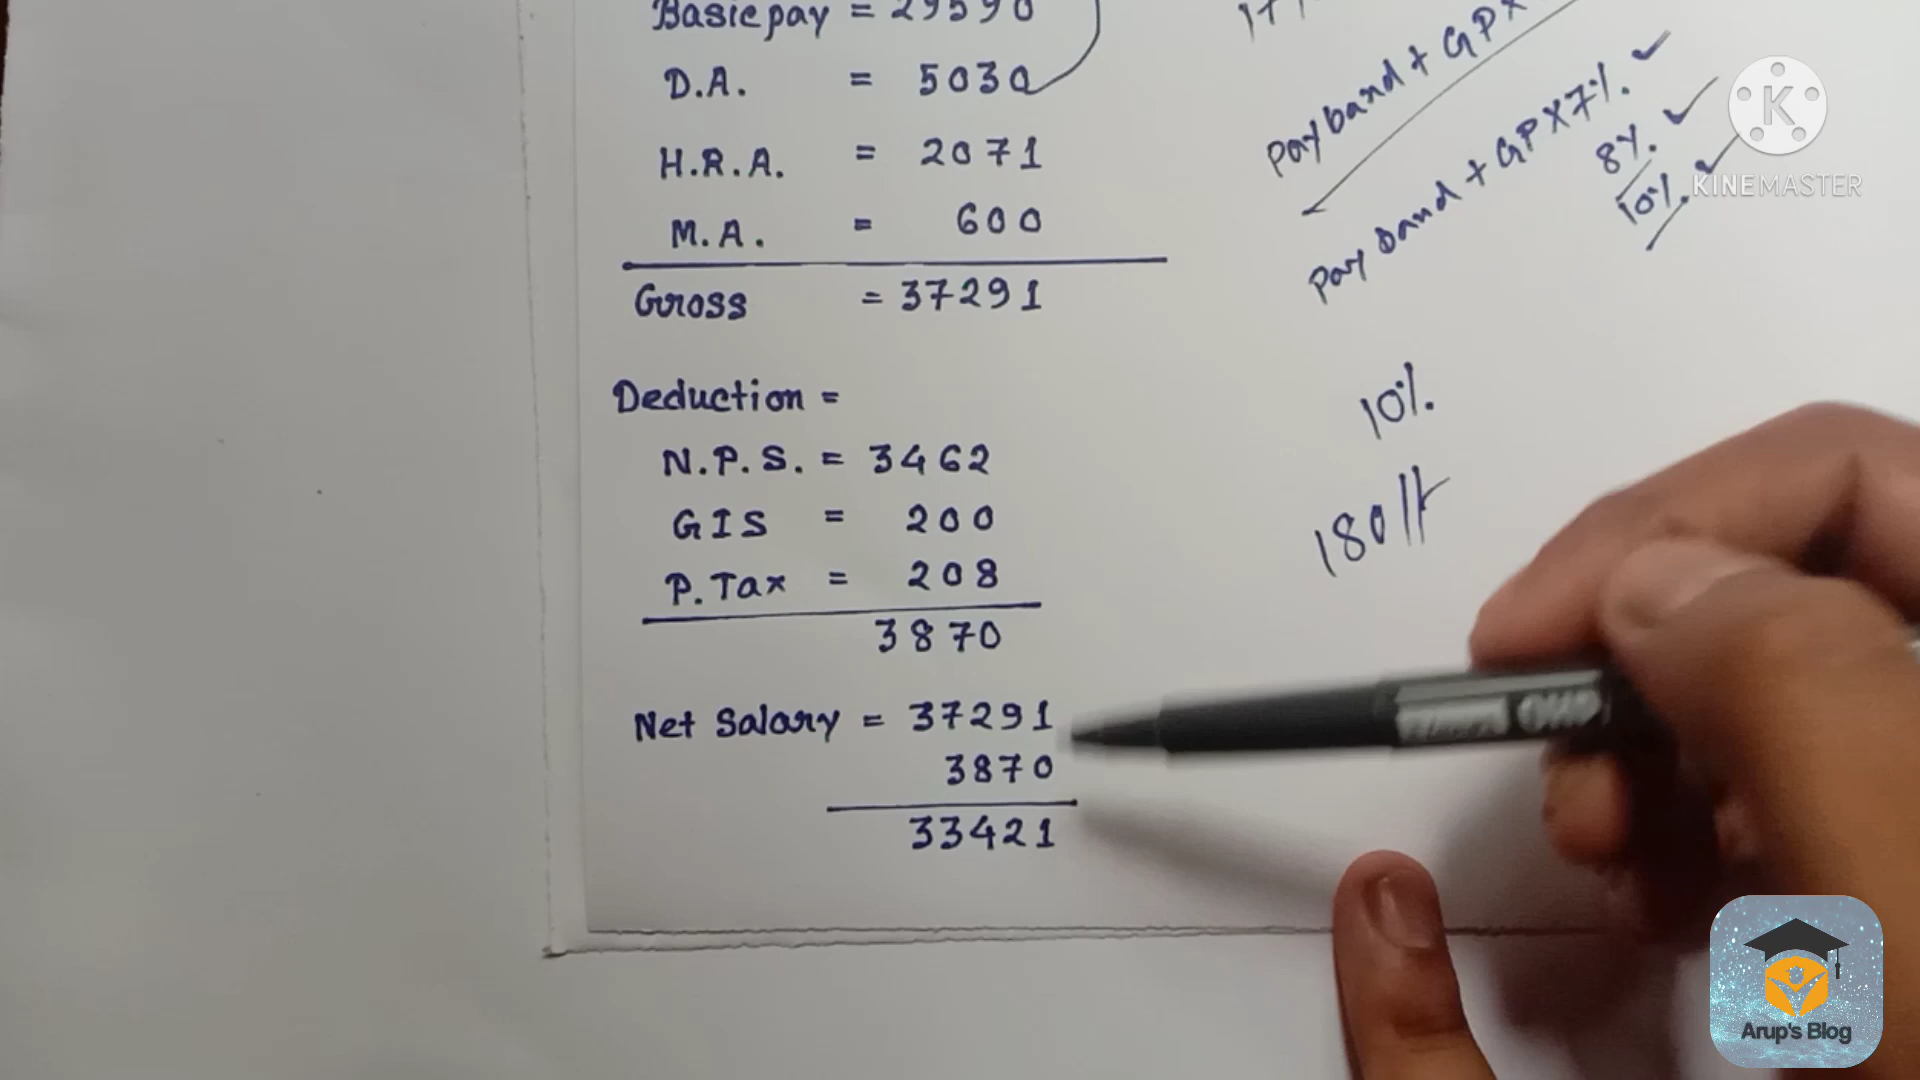 Basic pay = 29590
D.A. = 5030
H.R.A. = 2071
M.A. = 600
Gross = 37291
Deduction =
N.P.S. = 3462
GIS = 200
P. Tax = 208
3870
Net Salary = 37291
3870
33421
Pay band + GP X
Pay band + GP X 7%.
8%.
10%.
10%.
KINEMASTER
Arup's Blog